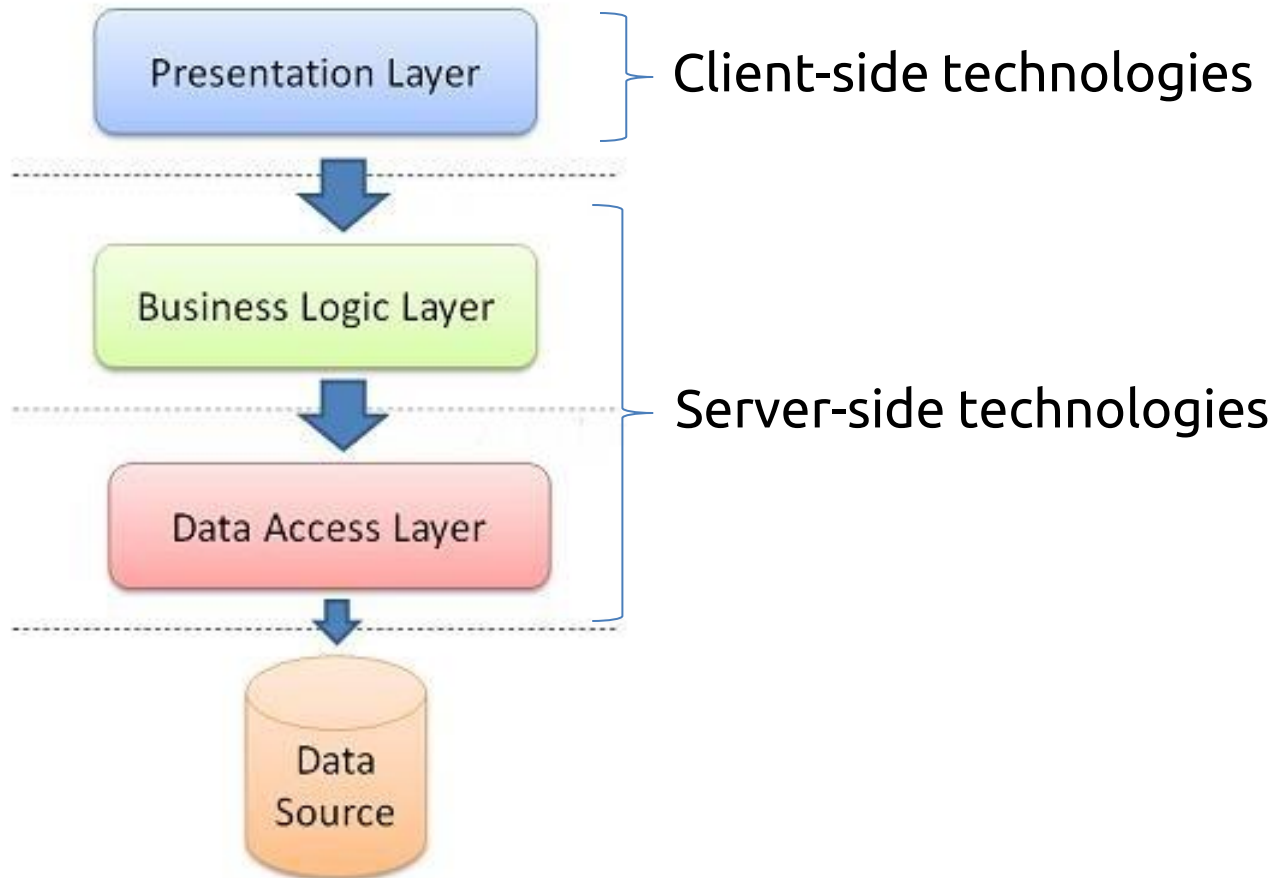 Presentation Layer
Client-side technologies
Business Logic Layer
Server-side technologies
Data Access Layer
Data
Source